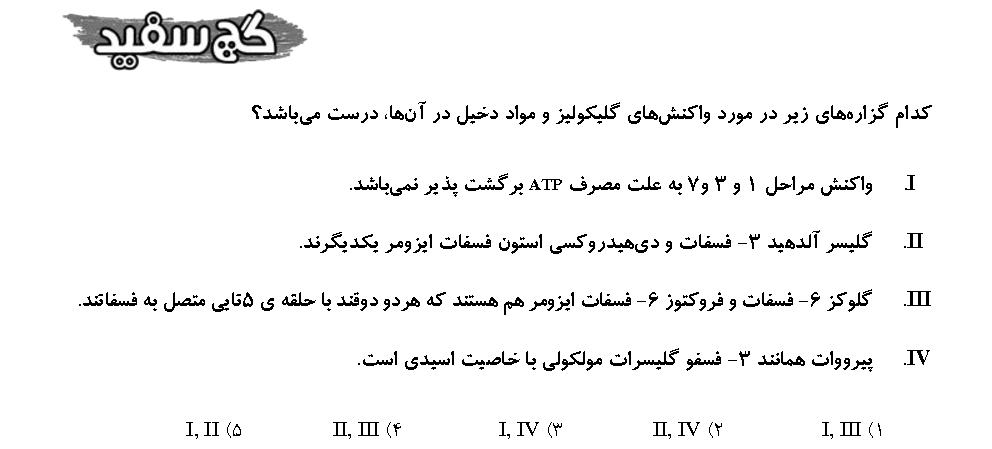 گچ سفید
کدام گزاره‌های زیر در مورد واکنش‌های گلیکولیز و مواد دخیل در آن‌ها، درست می‌باشد؟
I. واکنش مراحل ۱ و ۳ و۷ به علت مصرف ATP برگشت پذیر نمی‌باشد.
II. گلیسر آلدهید ۳- فسفات و دی‌هیدروکسی استون فسفات ایزومر یکدیگرند.
III. گلوکز ۶- فسفات و فروکتوز ۶- فسفات ایزومر هم هستند که هردو دوقند با حلقه ی ۵تایی متصل به فسفاتند.
IV. پیرووات همانند ۳- فسفو گلیسرات مولکولی با خاصیت اسیدی است.
۱) I, III ۲) II, IV ۳) I, IV ۴) II, III ۵) I, II